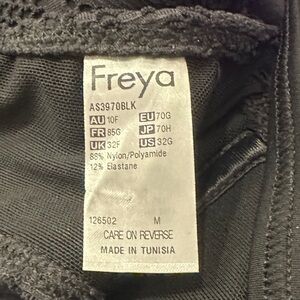 Freya
AS3970BLK
AU 10F EU 70G
FR 85G JP 70H
UK 32F US 32G
88% Nylon/Polyamide
12% Elastane
126502 M
CARE ON REVERSE
MADE IN TUNISIA